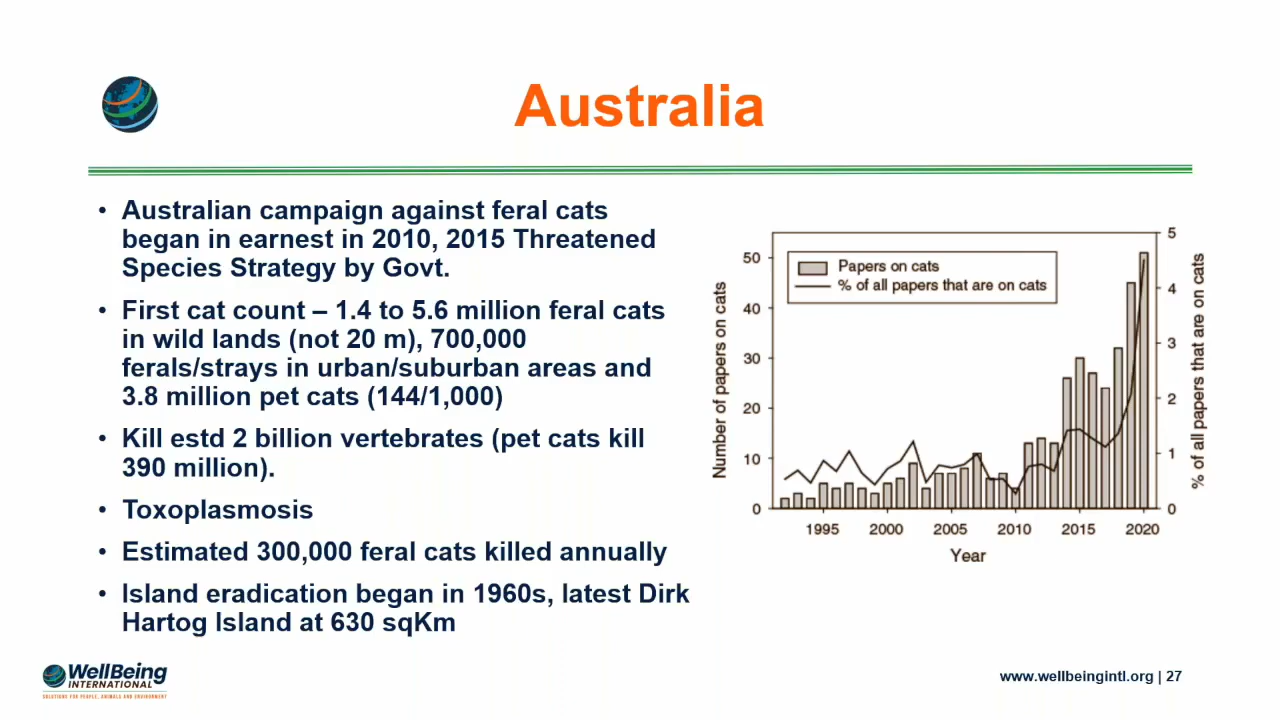 Australia
• Australian campaign against feral cats
began in earnest in 2010, 2015 Threatened
Species Strategy by Govt.
• First cat count – 1.4 to 5.6 million feral cats
in wild lands (not 20 m), 700,000
ferals/strays in urban/suburban areas and
3.8 million pet cats (144/1,000)
• Kill estd 2 billion vertebrates (pet cats kill
390 million).
• Toxoplasmosis
• Estimated 300,000 feral cats killed annually
• Island eradication began in 1960s, latest Dirk
Hartog Island at 630 sqKm
Number of papers on cats
50
40
30
20
10
0
Papers on cats
% of all papers that are on cats
5
4
3
2
1
0
% of all papers that are on cats
1995 2000 2005 2010 2015 2020
Year
WellBeing
INTERNATIONAL
SOLUTIONS FOR PEOPLE, ANIMALS AND ENVIRONMENT
www.wellbeingintl.org | 27